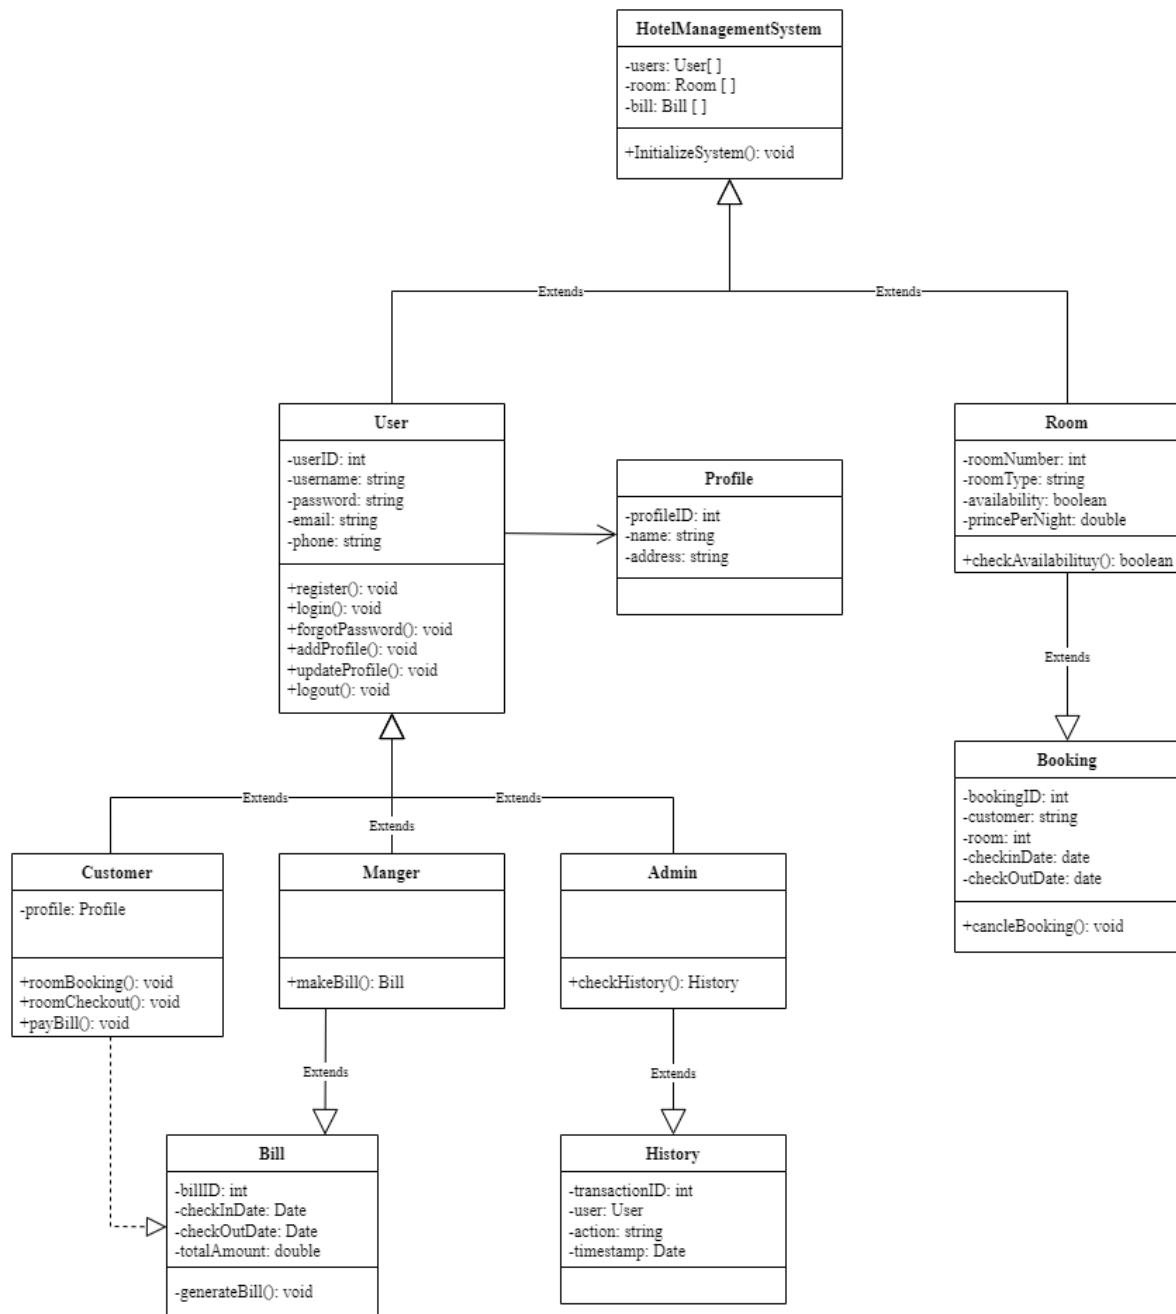 HotelManagementSystem
-users: User[ ]
-room: Room [ ]
-bill: Bill [ ]
+InitializeSystem(): void
Extends
Extends
User
-userID: int
-username: string
-password: string
-email: string
-phone: string
+register(): void
+login(): void
+forgotPassword(): void
+addProfile(): void
+updateProfile(): void
+logout(): void
Profile
-profileID: int
-name: string
-address: string
Room
-roomNumber: int
-roomType: string
-availability: boolean
-princePerNight: double
+checkAvailabilituy(): boolean
Extends
Booking
-bookingID: int
-customer: string
-room: int
-checkinDate: date
-checkOutDate: date
+cancleBooking(): void
Extends
Extends
Extends
Customer
-profile: Profile
+roomBooking(): void
+roomCheckout(): void
+payBill(): void
Manger
+makeBill(): Bill
Admin
+checkHistory(): History
Extends
Extends
Bill
-billID: int
-checkInDate: Date
-checkOutDate: Date
-totalAmount: double
-generateBill(): void
History
-transactionID: int
-user: User
-action: string
-timestamp: Date